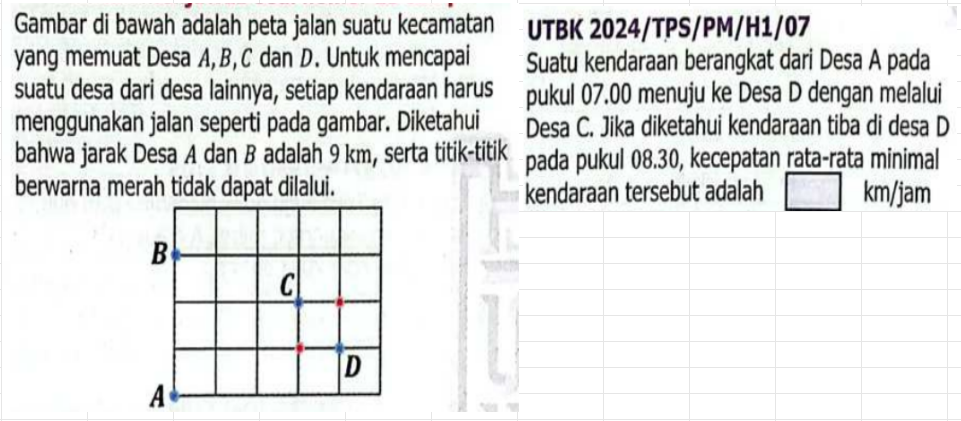 Gambar di bawah adalah peta jalan suatu kecamatan
yang memuat Desa A, B, C dan D. Untuk mencapai
suatu desa dari desa lainnya, setiap kendaraan harus
menggunakan jalan seperti pada gambar. Diketahui
bahwa jarak Desa A dan B adalah 9 km, serta titik-titik
berwarna merah tidak dapat dilalui.
B
C
D
A
UTBK 2024/TPS/PM/H1/07
Suatu kendaraan berangkat dari Desa A pada
pukul 07.00 menuju ke Desa D dengan melalui
Desa C. Jika diketahui kendaraan tiba di desa D
pada pukul 08.30, kecepatan rata-rata minimal
kendaraan tersebut adalah km/jam